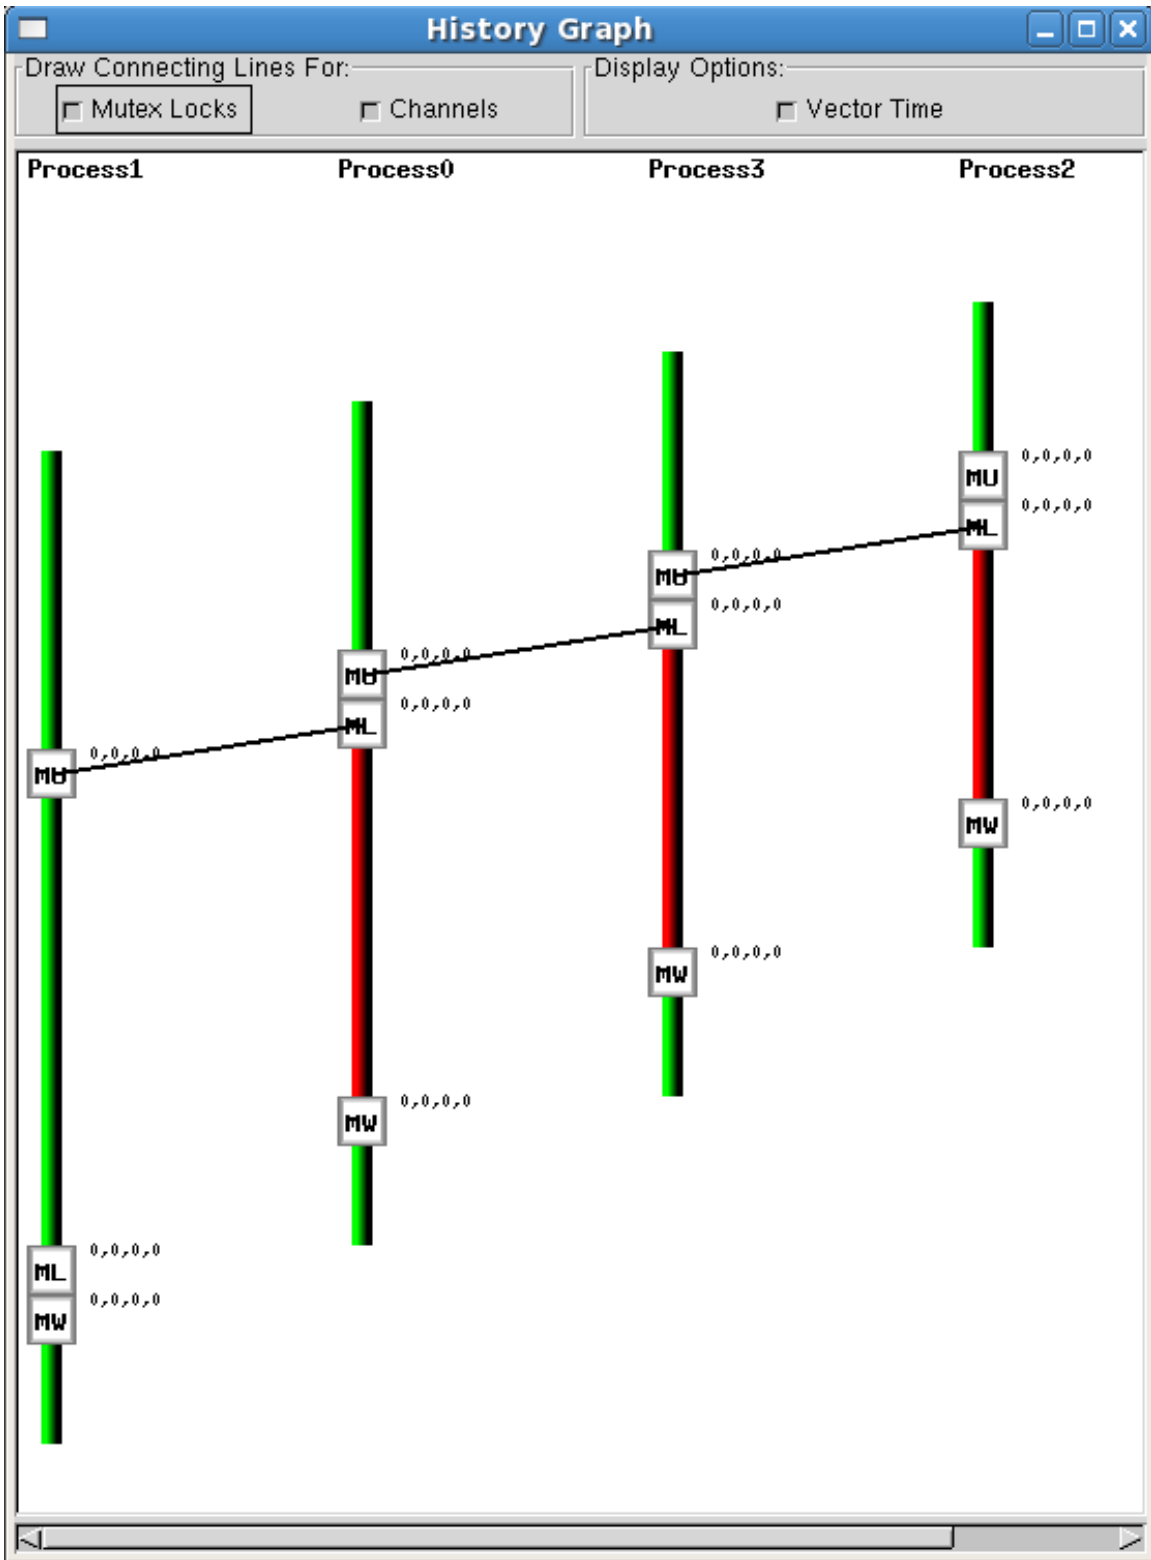 History Graph
Draw Connecting Lines For: Display Options:
Mutex Locks Channels Vector Time
Process1 Process0 Process3 Process2
0,0,0,0
MU
0,0,0,0
ML
0,0,0,0
MU
0,0,0,0
ML
0,0,0,0
MU
0,0,0,0
ML
0,0,0,0
MU
0,0,0,0
MW
0,0,0,0
MW
0,0,0,0
MW
0,0,0,0
ML
0,0,0,0
MW